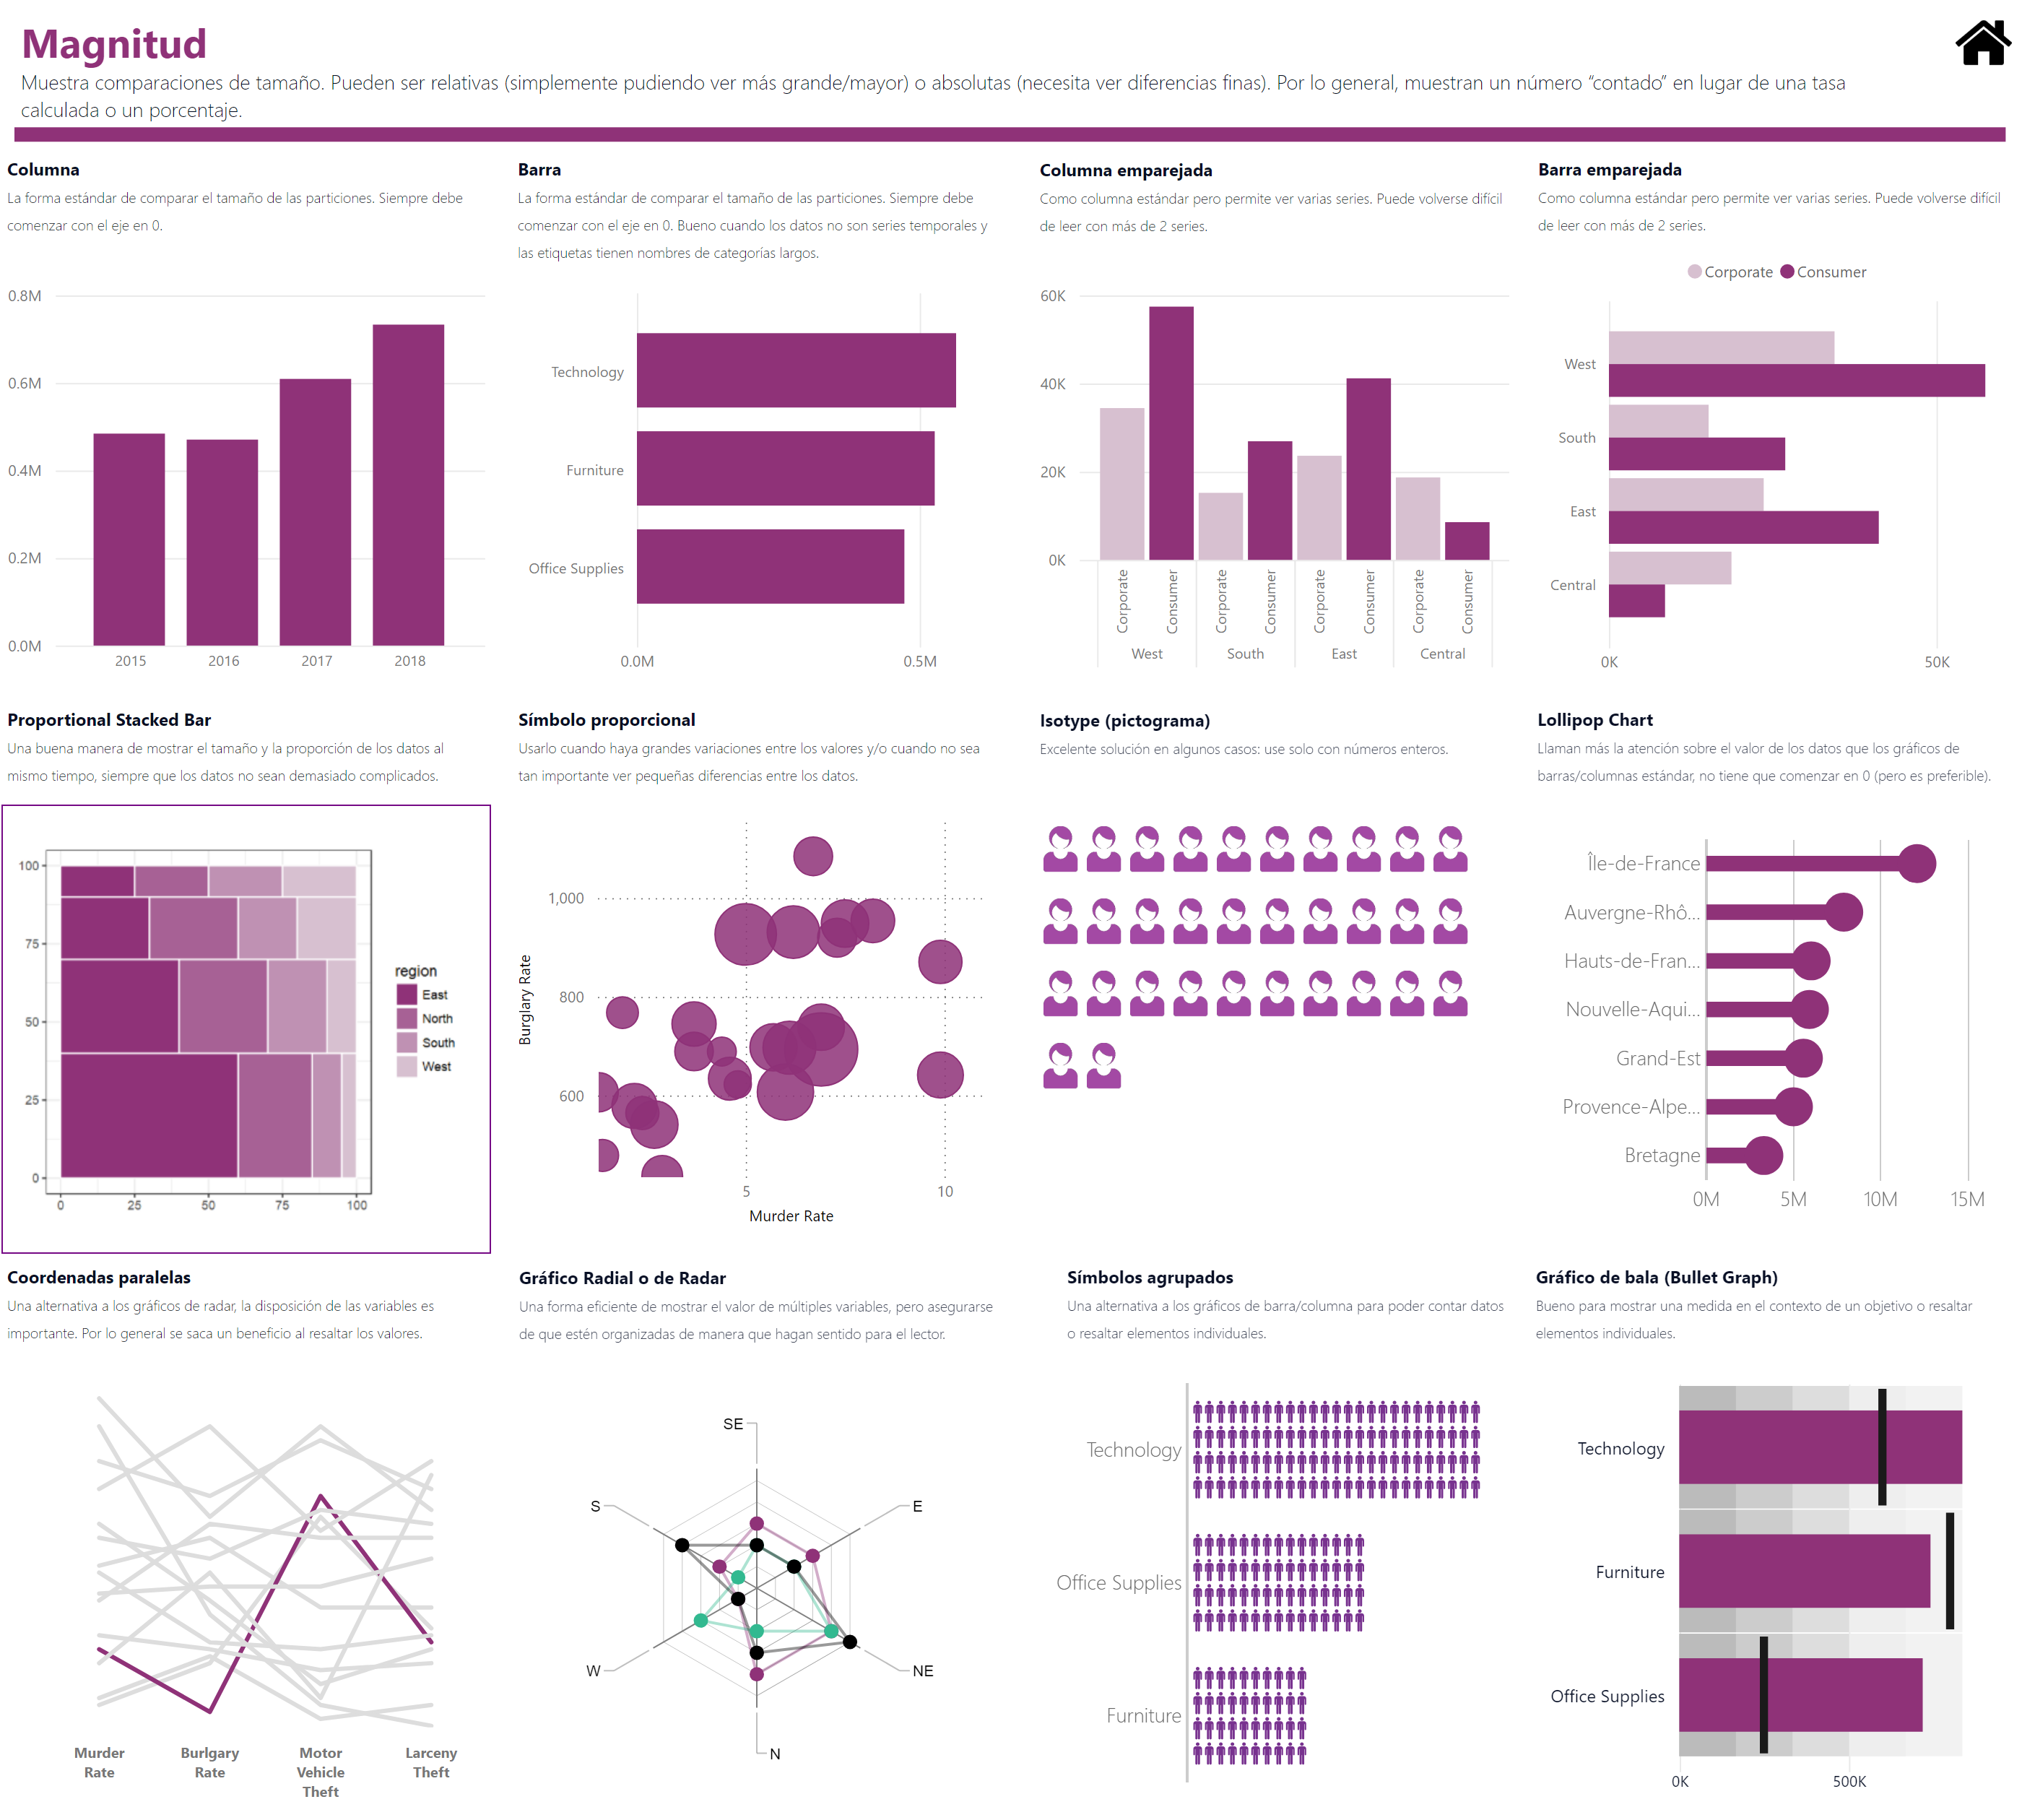 Magnitud
Muestra comparaciones de tamaño. Pueden ser relativas (simplemente pudiendo ver más grande/mayor) o absolutas (necesita ver diferencias finas). Por lo general, muestran un número “contado” en lugar de una tasa
calculada o un porcentaje.
Columna
La forma estándar de comparar el tamaño de las particiones. Siempre debe
comenzar con el eje en 0.
0.8M
0.6M
0.4M
0.2M
0.0M
2015 2016 2017 2018
Barra
La forma estándar de comparar el tamaño de las particiones. Siempre debe
comenzar con el eje en 0. Bueno cuando los datos no son series temporales y
las etiquetas tienen nombres de categorías largos.
Technology
Furniture
Office Supplies
0.0M 0.5M
Columna emparejada
Como columna estándar pero permite ver varias series. Puede volverse difícil
de leer con más de 2 series.
60K
40K
20K
0K
Corporate Consumer Corporate Consumer Corporate Consumer Corporate Consumer
West South East Central
Barra emparejada
Como columna estándar pero permite ver varias series. Puede volverse difícil
de leer con más de 2 series.
Corporate Consumer
West
South
East
Central
0K 50K
Proportional Stacked Bar
Una buena manera de mostrar el tamaño y la proporción de los datos al
mismo tiempo, siempre que los datos no sean demasiado complicados.
100
75
50
25
0
0 25 50 75 100
region
East
North
South
West
Símbolo proporcional
Usarlo cuando haya grandes variaciones entre los valores y/o cuando no sea
tan importante ver pequeñas diferencias entre los datos.
Burglary Rate
1,000
800
600
5 10
Murder Rate
Isotype (pictograma)
Excelente solución en algunos casos: use solo con números enteros.
Lollipop Chart
Llaman más la atención sobre el valor de los datos que los gráficos de
barras/columnas estándar, no tiene que comenzar en 0 (pero es preferible).
Île-de-France
Auvergne-Rhô...
Hauts-de-Fran...
Nouvelle-Aqui...
Grand-Est
Provence-Alpe...
Bretagne
0M 5M 10M 15M
Coordenadas paralelas
Una alternativa a los gráficos de radar, la disposición de las variables es
importante. Por lo general se saca un beneficio al resaltar los valores.
Murder Burlgary Motor Larceny
Rate Rate Vehicle Theft
Theft
Gráfico Radial o de Radar
Una forma eficiente de mostrar el valor de múltiples variables, pero asegurarse
de que estén organizadas de manera que hagan sentido para el lector.
SE
S E
W NE
N
Símbolos agrupados
Una alternativa a los gráficos de barra/columna para poder contar datos
o resaltar elementos individuales.
Technology
Office Supplies
Furniture
Gráfico de bala (Bullet Graph)
Bueno para mostrar una medida en el contexto de un objetivo o resaltar
elementos individuales.
Technology
Furniture
Office Supplies
0K 500K